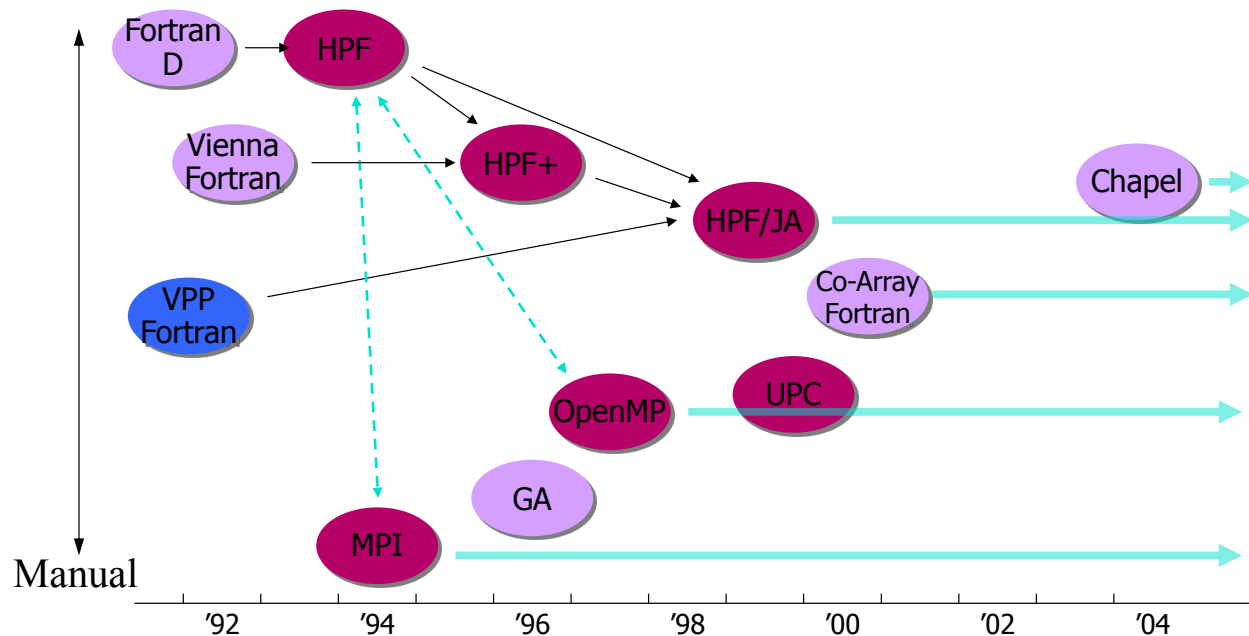 Fortran
D
HPF
Vienna
Fortran
HPF+
Chapel
HPF/JA
VPP
Fortran
Co-Array
Fortran
OpenMP
UPC
GA
MPI
Manual
’92
’94
’96
’98
’00
’02
’04